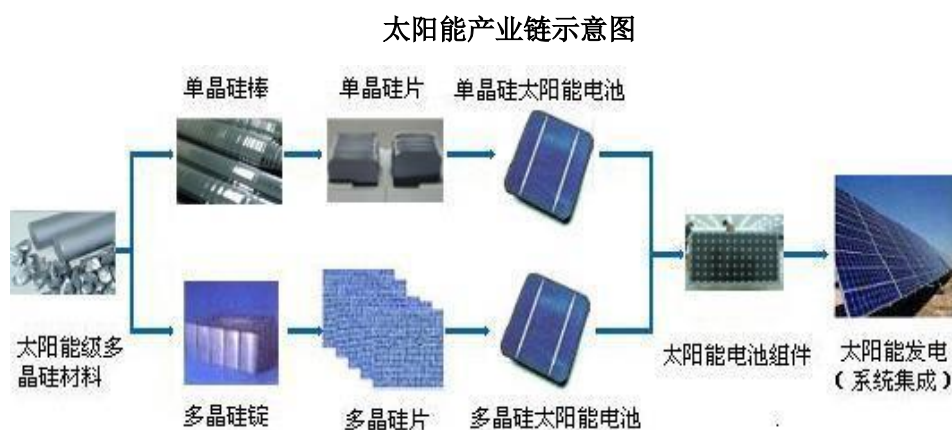 太阳能产业链示意图
单晶硅棒
单晶硅片
单晶硅太阳能电池
太阳能级多
晶硅材料
多晶硅锭
多晶硅片
多晶硅太阳能电池
太阳能电池组件
太阳能发电
（系统集成）